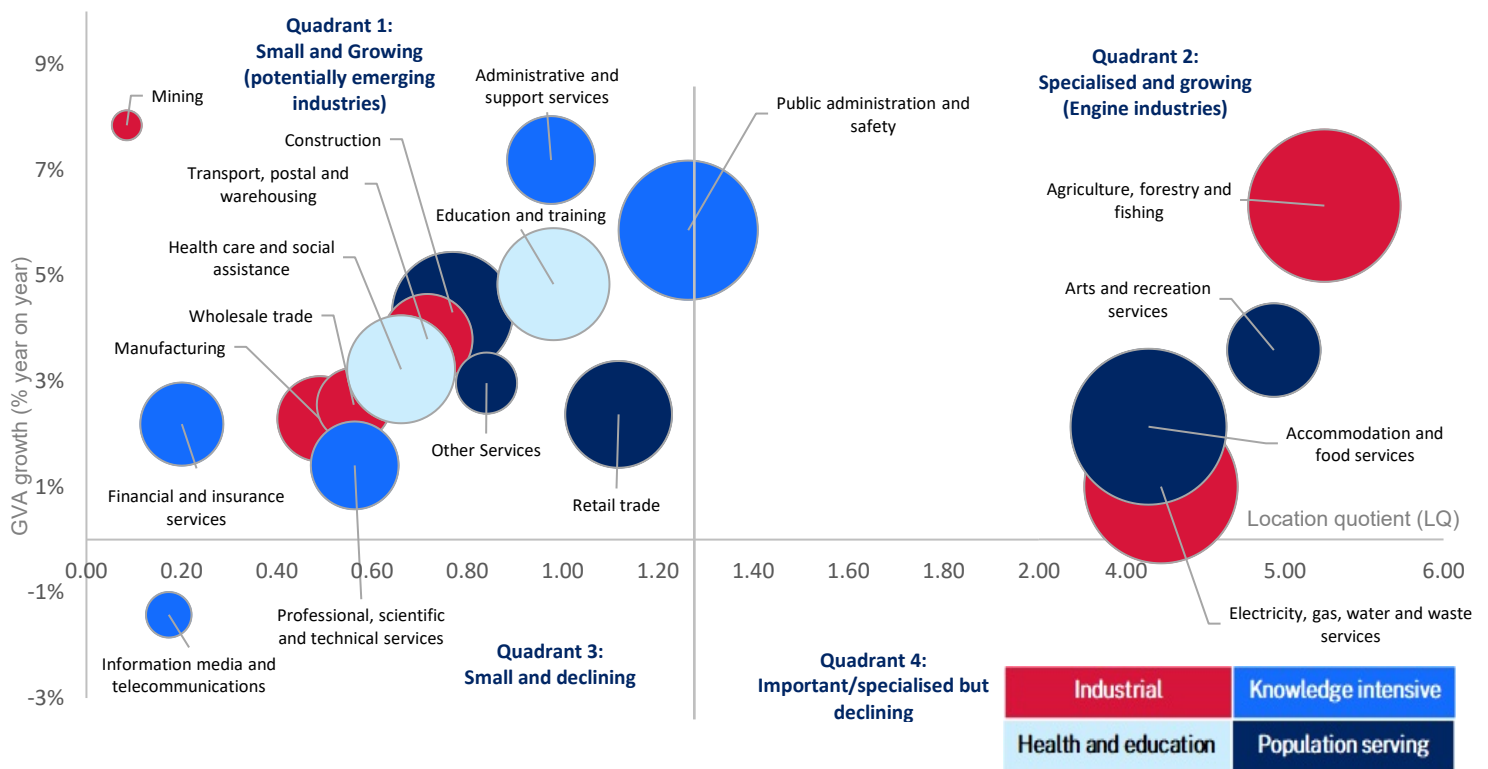 Quadrant 1:
Small and Growing
(potentially emerging
industries)
Quadrant 2:
Specialised and growing
(Engine industries)
9%
7%
5%
3%
1%
-1%
-3%
GVA growth (% year on year)
Mining
Administrative and
support services
Public administration and
safety
Construction
Transport, postal and
warehousing
Education and training
Agriculture, forestry and
fishing
Health care and social
assistance
Arts and recreation
services
Wholesale trade
Manufacturing
Other Services
Accommodation and
food services
Financial and insurance
services
Retail trade
Location quotient (LQ)
0.00 0.20 0.40 0.60 0.80 1.00 1.20 1.40 1.60 1.80 2.00 4.00 5.00 6.00
Professional, scientific
and technical services
Electricity, gas, water and waste
services
Information media and
telecommunications
Quadrant 3:
Small and declining
Quadrant 4:
Important/specialised but
declining
Industrial
Knowledge intensive
Health and education
Population serving